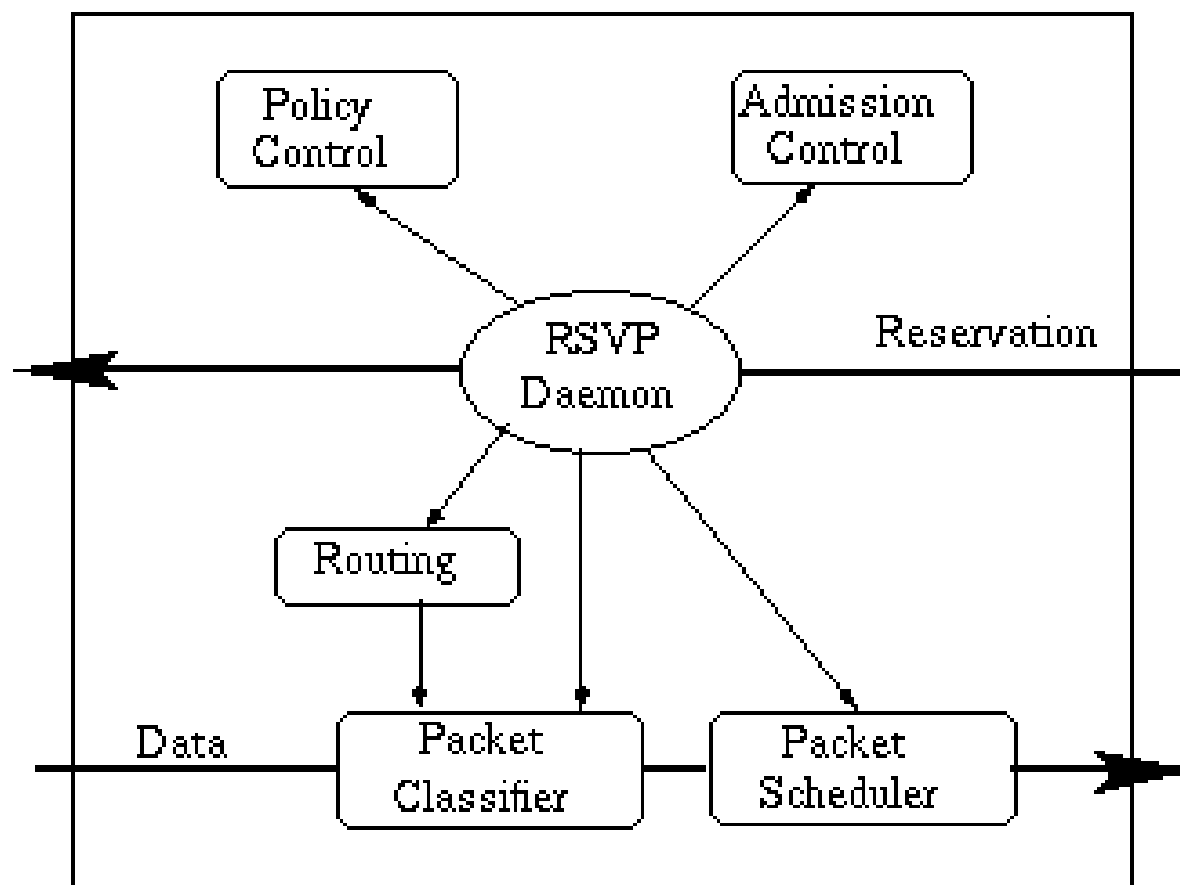 Policy
Control
Admission
Control
RSVP
Daemon
Reservation
Routing
Data
Packet
Classifier
Packet
Scheduler